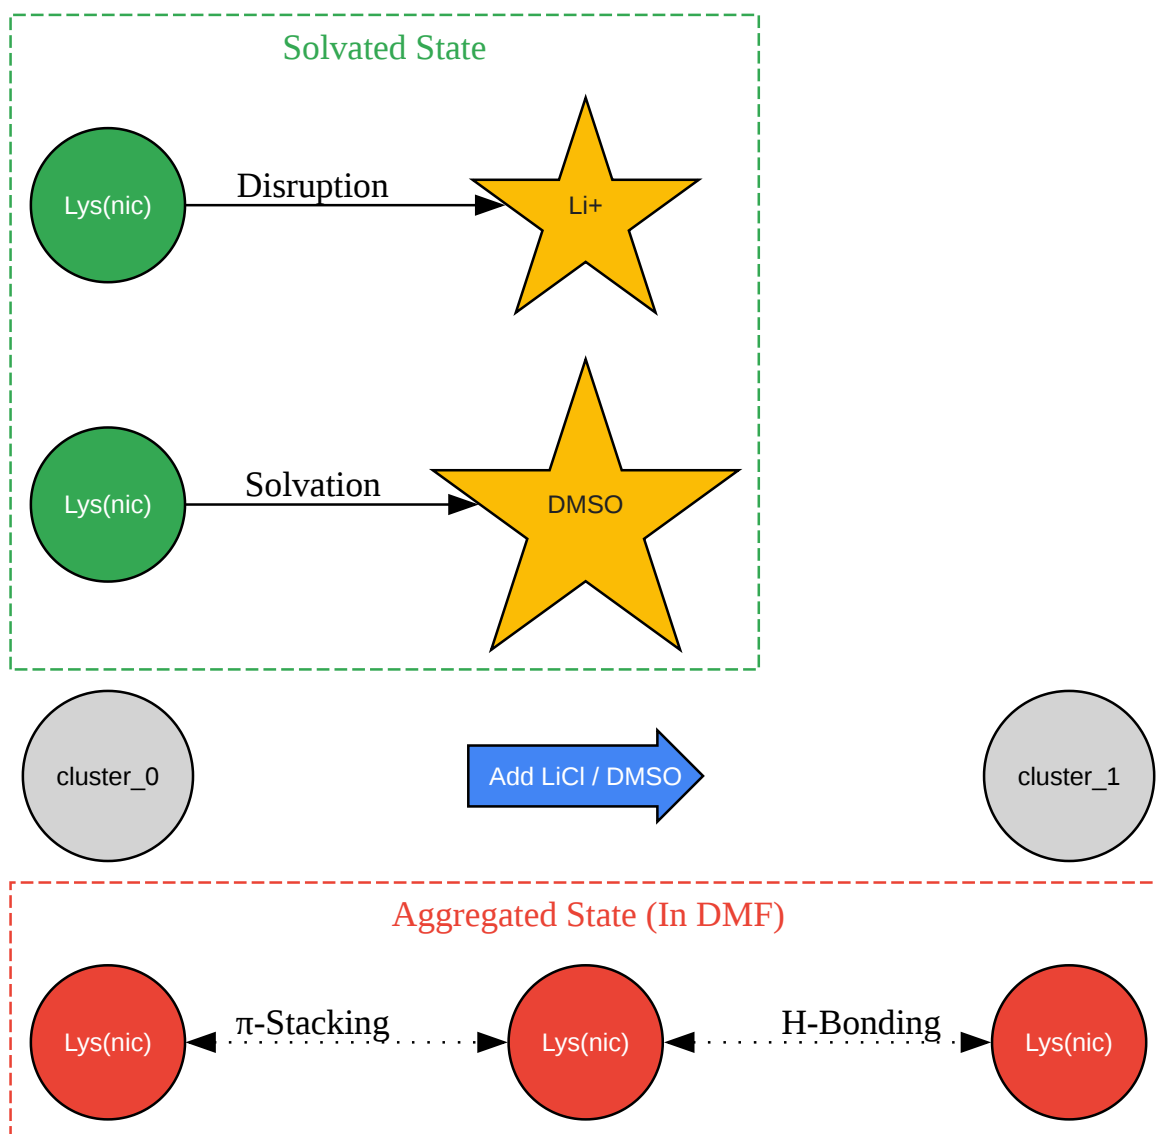 Solvated State
Lys(nic)
Disruption
Li+
Lys(nic)
Solvation
DMSO
cluster_0
Add LiCl / DMSO
cluster_1
Aggregated State (In DMF)
Lys(nic)
π-Stacking
Lys(nic)
H-Bonding
Lys(nic)